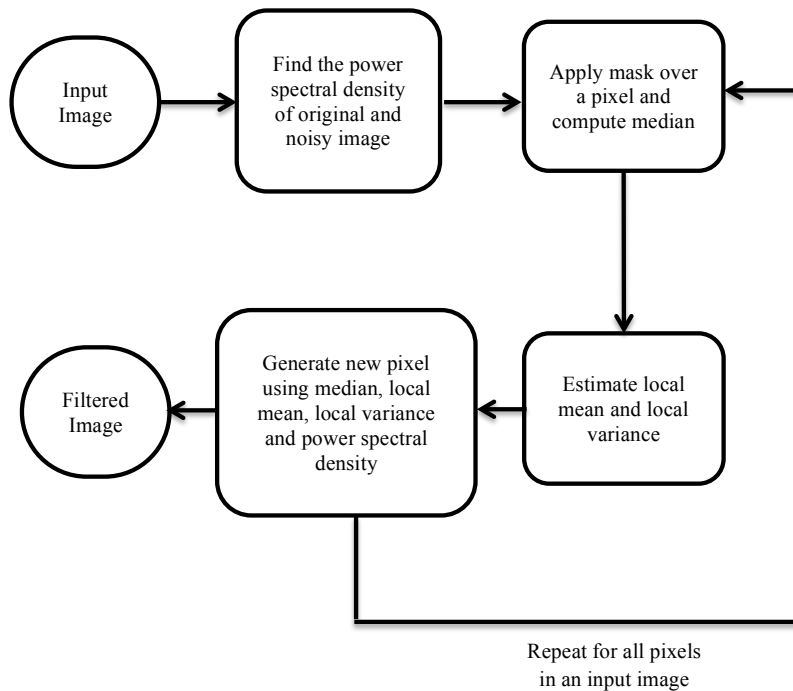 Input
Image
Find the power
spectral density
of original and
noisy image
Apply mask over
a pixel and
compute median
Estimate local
mean and local
variance
Generate new pixel
using median, local
mean, local variance
and power spectral
density
Filtered
Image
Repeat for all pixels
in an input image